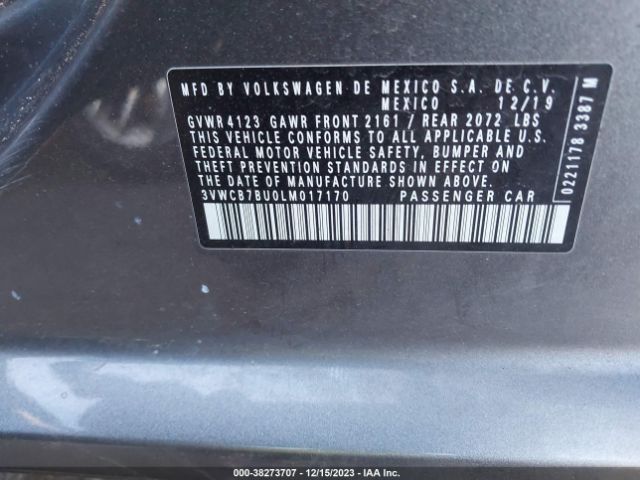 MFD BY VOLKSWAGEN DE MEXICO S.A. DE C.V.
MEXICO 12/19
GVWR 4123 GAWR FRONT 2161 / REAR 2072 LBS
THIS VEHICLE CONFORMS TO ALL APPLICABLE U.S.
FEDERAL MOTOR VEHICLE SAFETY, BUMPER AND
THEFT PREVENTION STANDARDS IN EFFECT ON
THE DATE OF MANUFACTURE SHOWN ABOVE.
3VWCB7BU0LM017170 PASSENGER CAR
0221178 3387 M
000-38273707 - 12/15/2023 - IAA Inc.